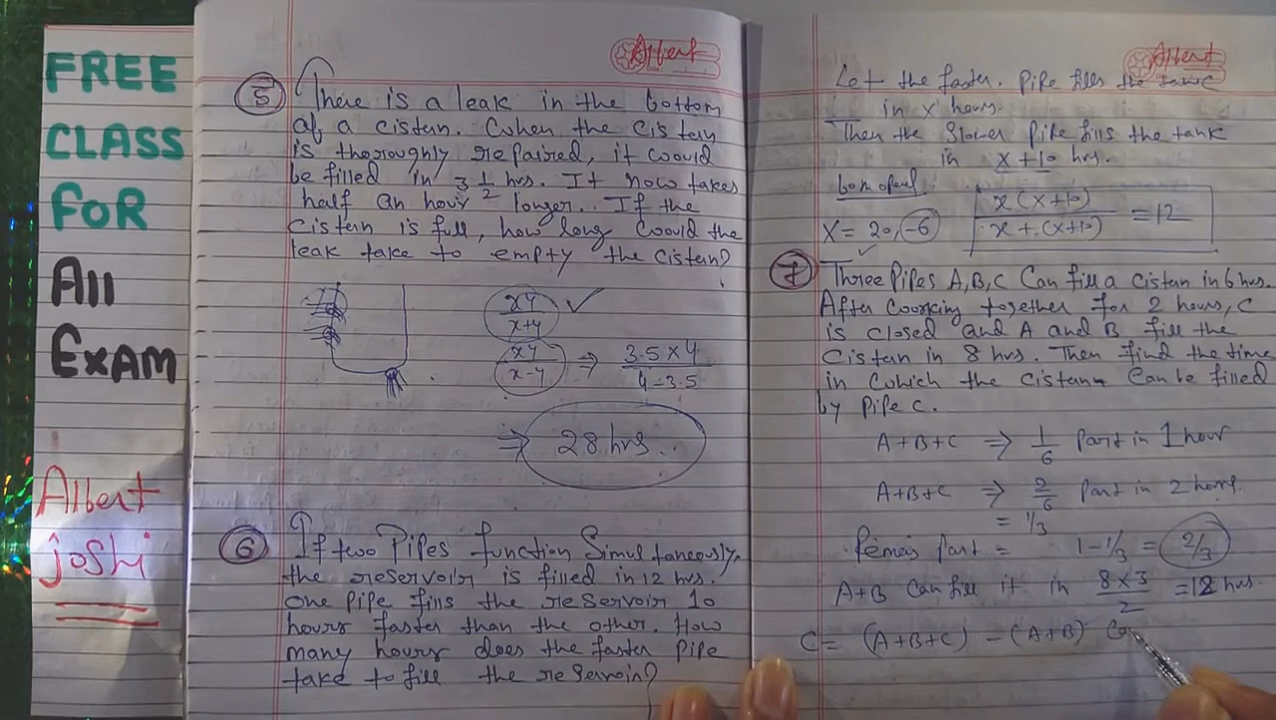 FREE
CLASS
FOR
All
Exam
Albert
joshi
Albert
5 There is a leak in the bottom
of a cistern. When the cistern
is thoroughly repaired, it would
be filled in 3 1/2 hrs. It now takes
half an hour longer. If the
cistern is full, how long would the
leak take to empty the cistern?
xy/x+y ✓
xy/x-y ⇒ 3.5×4/4-3.5
⇒ 28 hrs..
6 If two Pipes function Simultaneously,
the reservoir is filled in 12 hrs.
One pipe fills the reservoir 10
hours faster than the other. How
many hours does the faster pipe
take to fill the reservoir?
Albert
Let the faster. Pipe fills the tank
in x hours.
Then the Slower Pipe fills the tank
in x+10 hrs.
x(x+10)/x+(x+10) = 12
x = 20, -6
7 Three Pipes A, B, C Can fill a cistern in 6 hrs.
After working together for 2 hours, C
is closed and A and B fill the
cistern in 8 hrs. Then find the time
in which the cistern Can be filled
by pipe c.
A+B+C ⇒ 1/6 Part in 1 hour
A+B+C ⇒ 2/6 Part in 2 hours.
= 1/3
Part = 1-1/3 = 2/3
A+B Can fill it in 8×3/2 = 12 hrs.
C = (A+B+C) - (A+B)